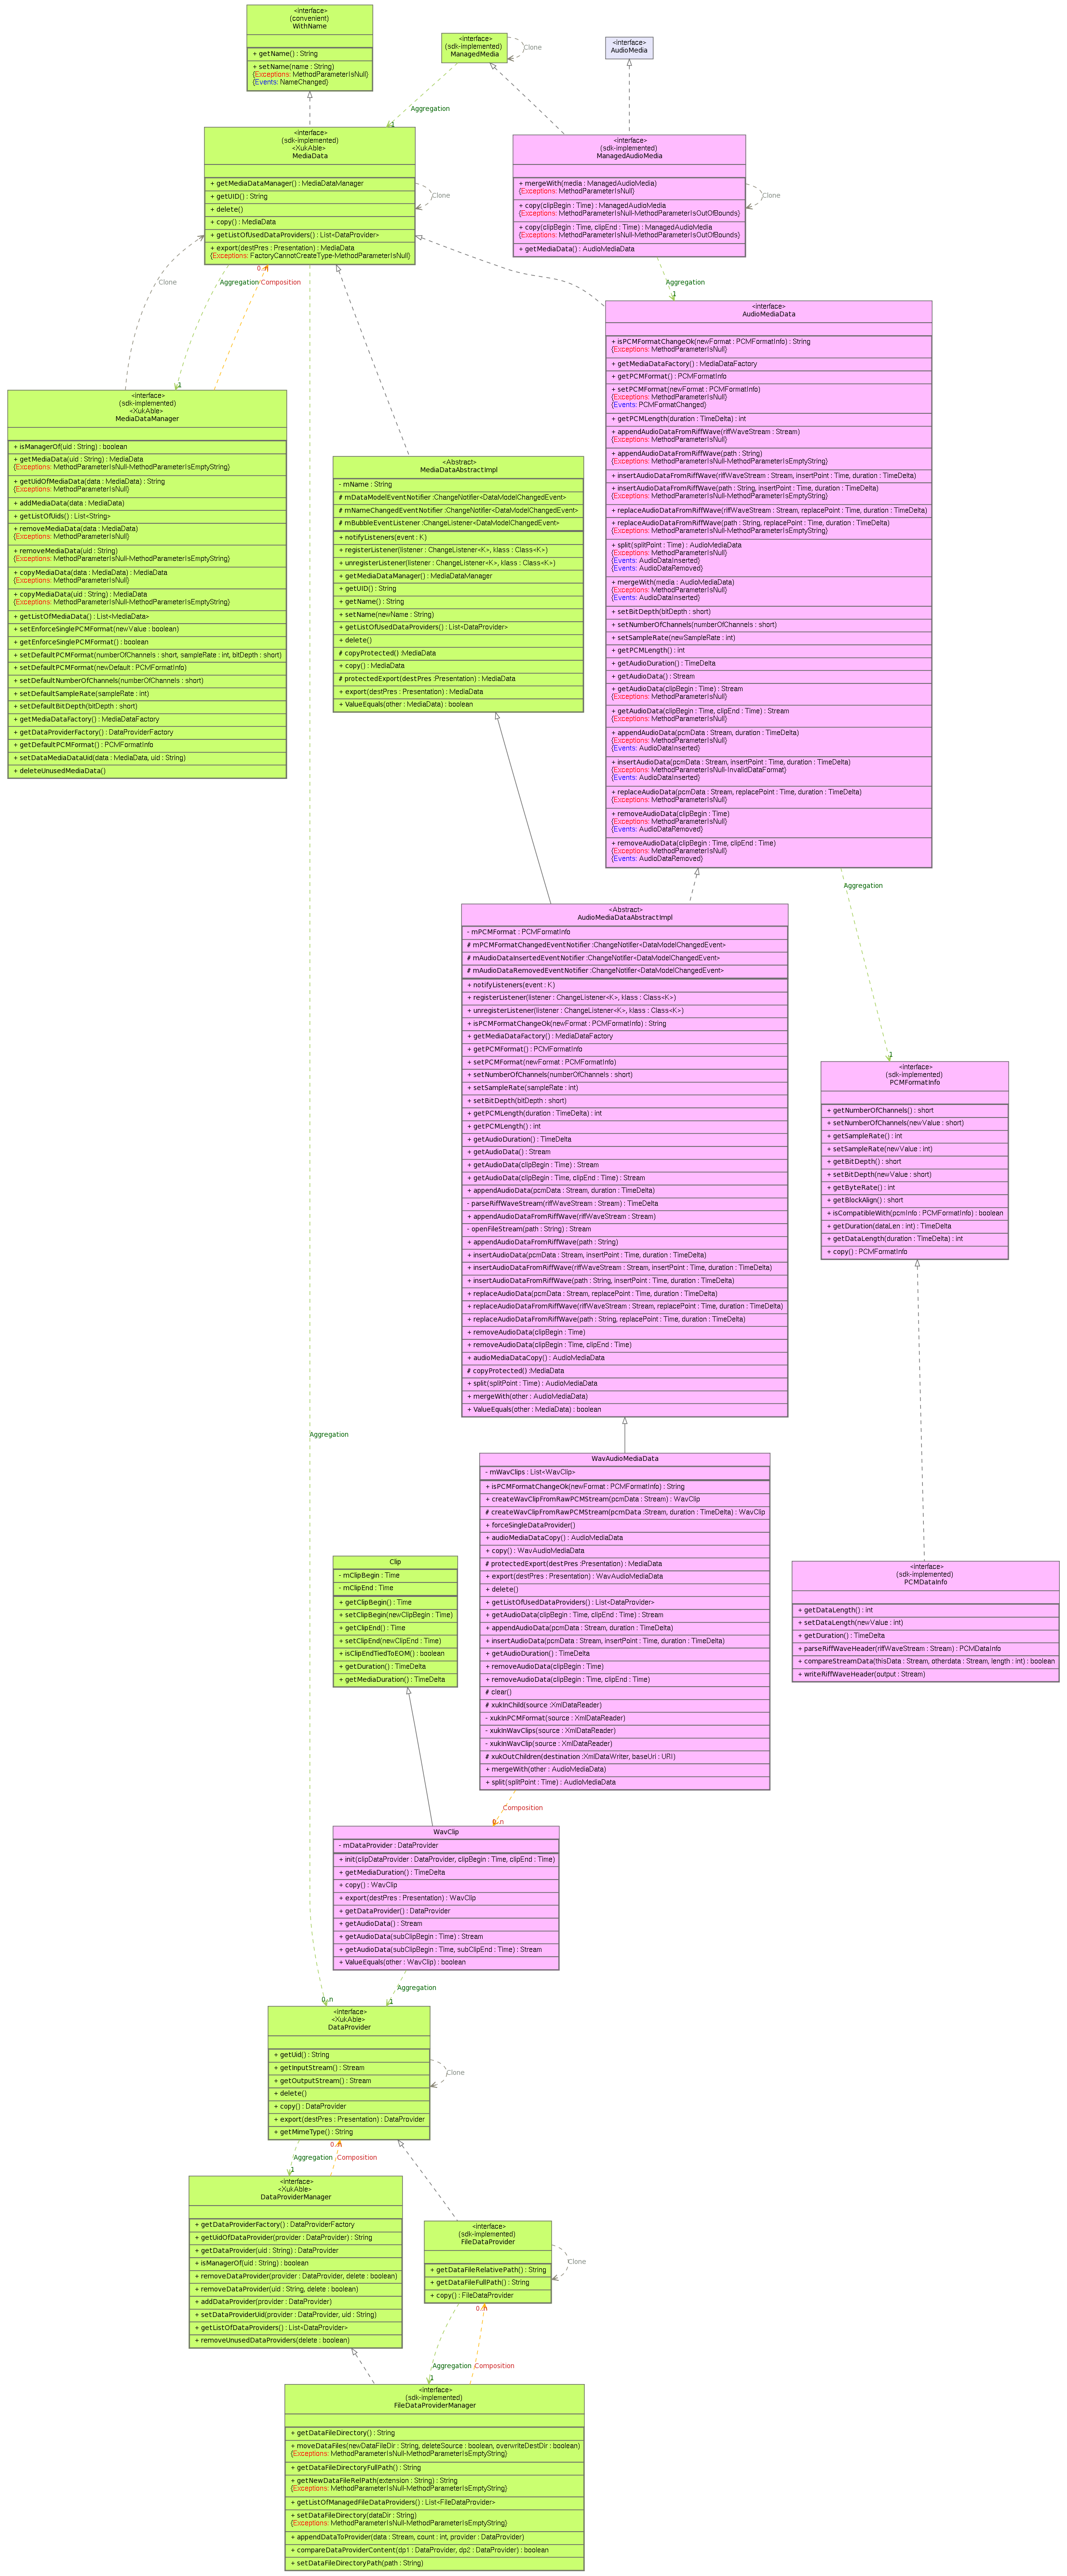 <interface>
(convenient)
WithName
+ getName() : String
+ setName(name : String)
{Exceptions: MethodParameterIsNull}
{Events: NameChanged}
<interface>
(sdk-implemented)
ManagedMedia
Clone
<interface>
AudioMedia
Aggregation
1
<interface>
(sdk-implemented)
<XukAble>
MediaData
+ getMediaDataManager() : MediaDataManager
+ getUID() : String
+ delete()
+ copy() : MediaData
+ getListOfUsedDataProviders() : List<DataProvider>
+ export(destPres : Presentation) : MediaData
{Exceptions: FactoryCannotCreateType-MethodParameterIsNull}
Clone
<interface>
(sdk-implemented)
ManagedAudioMedia
+ mergeWith(media : ManagedAudioMedia)
{Exceptions: MethodParameterIsNull}
+ copy(clipBegin : Time) : ManagedAudioMedia
{Exceptions: MethodParameterIsNull-MethodParameterIsOutOfBounds}
+ copy(clipBegin : Time, clipEnd : Time) : ManagedAudioMedia
{Exceptions: MethodParameterIsNull-MethodParameterIsOutOfBounds}
+ getMediaData() : AudioMediaData
Clone
0..n
Clone
Aggregation
Composition
1
Aggregation
1
<interface>
AudioMediaData
+ isPCMFormatChangeOk(newFormat : PCMFormatInfo) : String
{Exceptions: MethodParameterIsNull}
+ getMediaDataFactory() : MediaDataFactory
+ getPCMFormat() : PCMFormatInfo
+ setPCMFormat(newFormat : PCMFormatInfo)
{Exceptions: MethodParameterIsNull}
{Events: PCMFormatChanged}
+ getPCMLength(duration : TimeDelta) : int
+ appendAudioDataFromRiffWave(riffWaveStream : Stream)
{Exceptions: MethodParameterIsNull}
+ appendAudioDataFromRiffWave(path : String)
{Exceptions: MethodParameterIsNull-MethodParameterIsEmptyString}
+ insertAudioDataFromRiffWave(riffWaveStream : Stream, insertPoint : Time, duration : TimeDelta)
+ insertAudioDataFromRiffWave(path : String, insertPoint : Time, duration : TimeDelta)
{Exceptions: MethodParameterIsNull-MethodParameterIsEmptyString}
+ replaceAudioDataFromRiffWave(riffWaveStream : Stream, replacePoint : Time, duration : TimeDelta)
+ replaceAudioDataFromRiffWave(path : String, replacePoint : Time, duration : TimeDelta)
{Exceptions: MethodParameterIsNull-MethodParameterIsEmptyString}
+ split(splitPoint : Time) : AudioMediaData
{Exceptions: MethodParameterIsNull}
{Events: AudioDataInserted}
{Events: AudioDataRemoved}
+ mergeWith(media : AudioMediaData)
{Exceptions: MethodParameterIsNull}
{Events: AudioDataInserted}
+ setBitDepth(bitDepth : short)
+ setNumberOfChannels(numberOfChannels : short)
+ setSampleRate(newSampleRate : int)
+ getPCMLength() : int
+ getAudioDuration() : TimeDelta
+ getAudioData() : Stream
+ getAudioData(clipBegin : Time) : Stream
{Exceptions: MethodParameterIsNull}
+ getAudioData(clipBegin : Time, clipEnd : Time) : Stream
{Exceptions: MethodParameterIsNull}
+ appendAudioData(pcmData : Stream, duration : TimeDelta)
{Exceptions: MethodParameterIsNull}
{Events: AudioDataInserted}
+ insertAudioData(pcmData : Stream, insertPoint : Time, duration : TimeDelta)
{Exceptions: MethodParameterIsNull-InvalidDataFormat}
{Events: AudioDataInserted}
+ replaceAudioData(pcmData : Stream, replacePoint : Time, duration : TimeDelta)
{Exceptions: MethodParameterIsNull}
+ removeAudioData(clipBegin : Time)
{Exceptions: MethodParameterIsNull}
{Events: AudioDataRemoved}
+ removeAudioData(clipBegin : Time, clipEnd : Time)
{Exceptions: MethodParameterIsNull}
{Events: AudioDataRemoved}
<interface>
(sdk-implemented)
<XukAble>
MediaDataManager
+ isManagerOf(uid : String) : boolean
+ getMediaData(uid : String) : MediaData
{Exceptions: MethodParameterIsNull-MethodParameterIsEmptyString}
+ getUidOfMediaData(data : MediaData) : String
{Exceptions: MethodParameterIsNull}
+ addMediaData(data : MediaData)
+ getListOfUids() : List<String>
+ removeMediaData(data : MediaData)
{Exceptions: MethodParameterIsNull}
+ removeMediaData(uid : String)
{Exceptions: MethodParameterIsNull-MethodParameterIsEmptyString}
+ copyMediaData(data : MediaData) : MediaData
{Exceptions: MethodParameterIsNull}
+ copyMediaData(uid : String) : MediaData
{Exceptions: MethodParameterIsNull-MethodParameterIsEmptyString}
+ getListOfMediaData() : List<MediaData>
+ setEnforceSinglePCMFormat(newValue : boolean)
+ getEnforceSinglePCMFormat() : boolean
+ setDefaultPCMFormat(numberOfChannels : short, sampleRate : int, bitDepth : short)
+ setDefaultPCMFormat(newDefault : PCMFormatInfo)
+ setDefaultNumberOfChannels(numberOfChannels : short)
+ setDefaultSampleRate(sampleRate : int)
+ setDefaultBitDepth(bitDepth : short)
+ getMediaDataFactory() : MediaDataFactory
+ getDataProviderFactory() : DataProviderFactory
+ getDefaultPCMFormat() : PCMFormatInfo
+ setDataMediaDataUid(data : MediaData, uid : String)
+ deleteUnusedMediaData()
<Abstract>
MediaDataAbstractImpl
- mName : String
# mDataModelEventNotifier :ChangeNotifier<DataModelChangedEvent>
# mNameChangedEventNotifier :ChangeNotifier<DataModelChangedEvent>
# mBubbleEventListener :ChangeListener<DataModelChangedEvent>
+ notifyListeners(event : K)
+ registerListener(listener : ChangeListener<K>, klass : Class<K>)
+ unregisterListener(listener : ChangeListener<K>, klass : Class<K>)
+ getMediaDataManager() : MediaDataManager
+ getUID() : String
+ getName() : String
+ setName(newName : String)
+ getListOfUsedDataProviders() : List<DataProvider>
+ delete()
# copyProtected() :MediaData
+ copy() : MediaData
# protectedExport(destPres :Presentation) : MediaData
+ export(destPres : Presentation) : MediaData
+ ValueEquals(other : MediaData) : boolean
Aggregation
1
<Abstract>
AudioMediaDataAbstractImpl
- mPCMFormat : PCMFormatInfo
# mPCMFormatChangedEventNotifier :ChangeNotifier<DataModelChangedEvent>
# mAudioDataInsertedEventNotifier :ChangeNotifier<DataModelChangedEvent>
# mAudioDataRemovedEventNotifier :ChangeNotifier<DataModelChangedEvent>
+ notifyListeners(event : K)
+ registerListener(listener : ChangeListener<K>, klass : Class<K>)
+ unregisterListener(listener : ChangeListener<K>, klass : Class<K>)
+ isPCMFormatChangeOk(newFormat : PCMFormatInfo) : String
+ getMediaDataFactory() : MediaDataFactory
+ getPCMFormat() : PCMFormatInfo
+ setPCMFormat(newFormat : PCMFormatInfo)
+ setNumberOfChannels(numberOfChannels : short)
+ setSampleRate(sampleRate : int)
+ setBitDepth(bitDepth : short)
+ getPCMLength(duration : TimeDelta) : int
+ getPCMLength() : int
+ getAudioDuration() : TimeDelta
+ getAudioData() : Stream
+ getAudioData(clipBegin : Time) : Stream
+ getAudioData(clipBegin : Time, clipEnd : Time) : Stream
+ appendAudioData(pcmData : Stream, duration : TimeDelta)
- parseRiffWaveStream(riffWaveStream : Stream) : TimeDelta
+ appendAudioDataFromRiffWave(riffWaveStream : Stream)
- openFileStream(path : String) : Stream
+ appendAudioDataFromRiffWave(path : String)
+ insertAudioData(pcmData : Stream, insertPoint : Time, duration : TimeDelta)
+ insertAudioDataFromRiffWave(riffWaveStream : Stream, insertPoint : Time, duration : TimeDelta)
+ insertAudioDataFromRiffWave(path : String, insertPoint : Time, duration : TimeDelta)
+ replaceAudioData(pcmData : Stream, replacePoint : Time, duration : TimeDelta)
+ replaceAudioDataFromRiffWave(riffWaveStream : Stream, replacePoint : Time, duration : TimeDelta)
+ replaceAudioDataFromRiffWave(path : String, replacePoint : Time, duration : TimeDelta)
+ removeAudioData(clipBegin : Time)
+ removeAudioData(clipBegin : Time, clipEnd : Time)
+ audioMediaDataCopy() : AudioMediaData
# copyProtected() :MediaData
+ split(splitPoint : Time) : AudioMediaData
+ mergeWith(other : AudioMediaData)
+ ValueEquals(other : MediaData) : boolean
<interface>
(sdk-implemented)
PCMFormatInfo
+ getNumberOfChannels() : short
+ setNumberOfChannels(newValue : short)
+ getSampleRate() : int
+ setSampleRate(newValue : int)
+ getBitDepth() : short
+ setBitDepth(newValue : short)
+ getByteRate() : int
+ getBlockAlign() : short
+ isCompatibleWith(pcmInfo : PCMFormatInfo) : boolean
+ getDuration(dataLen : int) : TimeDelta
+ getDataLength(duration : TimeDelta) : int
+ copy() : PCMFormatInfo
Aggregation
WavAudioMediaData
- mWavClips : List<WavClip>
+ isPCMFormatChangeOk(newFormat : PCMFormatInfo) : String
+ createWavClipFromRawPCMStream(pcmData : Stream) : WavClip
# createWavClipFromRawPCMStream(pcmData :Stream, duration : TimeDelta) : WavClip
+ forceSingleDataProvider()
+ audioMediaDataCopy() : AudioMediaData
+ copy() : WavAudioMediaData
# protectedExport(destPres :Presentation) : MediaData
+ export(destPres : Presentation) : WavAudioMediaData
+ delete()
+ getListOfUsedDataProviders() : List<DataProvider>
+ getAudioData(clipBegin : Time, clipEnd : Time) : Stream
+ appendAudioData(pcmData : Stream, duration : TimeDelta)
+ insertAudioData(pcmData : Stream, insertPoint : Time, duration : TimeDelta)
+ getAudioDuration() : TimeDelta
+ removeAudioData(clipBegin : Time)
+ removeAudioData(clipBegin : Time, clipEnd : Time)
# clear()
# xukInChild(source :XmlDataReader)
- xukInPCMFormat(source : XmlDataReader)
- xukInWavClips(source : XmlDataReader)
- xukInWavClip(source : XmlDataReader)
# xukOutChildren(destination :XmlDataWriter, baseUri : URI)
+ mergeWith(other : AudioMediaData)
+ split(splitPoint : Time) : AudioMediaData
Clip
- mClipBegin : Time
- mClipEnd : Time
+ getClipBegin() : Time
+ setClipBegin(newClipBegin : Time)
+ getClipEnd() : Time
+ setClipEnd(newClipEnd : Time)
+ isClipEndTiedToEOM() : boolean
+ getDuration() : TimeDelta
+ getMediaDuration() : TimeDelta
<interface>
(sdk-implemented)
PCMDataInfo
+ getDataLength() : int
+ setDataLength(newValue : int)
+ getDuration() : TimeDelta
+ parseRiffWaveHeader(riffWaveStream : Stream) : PCMDataInfo
+ compareStreamData(thisData : Stream, otherdata : Stream, length : int) : boolean
+ writeRiffWaveHeader(output : Stream)
Composition
0..n
WavClip
- mDataProvider : DataProvider
+ init(clipDataProvider : DataProvider, clipBegin : Time, clipEnd : Time)
+ getMediaDuration() : TimeDelta
+ copy() : WavClip
+ export(destPres : Presentation) : WavClip
+ getDataProvider() : DataProvider
+ getAudioData() : Stream
+ getAudioData(subClipBegin : Time) : Stream
+ getAudioData(subClipBegin : Time, subClipEnd : Time) : Stream
+ ValueEquals(other : WavClip) : boolean
Aggregation
0..n
1
<interface>
<XukAble>
DataProvider
+ getUid() : String
+ getInputStream() : Stream
+ getOutputStream() : Stream
+ delete()
+ copy() : DataProvider
+ export(destPres : Presentation) : DataProvider
+ getMimeType() : String
Clone
0..n
Aggregation
Composition
1
<interface>
<XukAble>
DataProviderManager
+ getDataProviderFactory() : DataProviderFactory
+ getUidOfDataProvider(provider : DataProvider) : String
+ getDataProvider(uid : String) : DataProvider
+ isManagerOf(uid : String) : boolean
+ removeDataProvider(provider : DataProvider, delete : boolean)
+ removeDataProvider(uid : String, delete : boolean)
+ addDataProvider(provider : DataProvider)
+ setDataProviderUid(provider : DataProvider, uid : String)
+ getListOfDataProviders() : List<DataProvider>
+ removeUnusedDataProviders(delete : boolean)
<interface>
(sdk-implemented)
FileDataProvider
+ getDataFileRelativePath() : String
+ getDataFileFullPath() : String
+ copy() : FileDataProvider
Clone
0..n
Aggregation
Composition
1
<interface>
(sdk-implemented)
FileDataProviderManager
+ getDataFileDirectory() : String
+ moveDataFiles(newDataFileDir : String, deleteSource : boolean, overwriteDestDir : boolean)
{Exceptions: MethodParameterIsNull-MethodParameterIsEmptyString}
+ getDataFileDirectoryFullPath() : String
+ getNewDataFileRelPath(extension : String) : String
{Exceptions: MethodParameterIsNull-MethodParameterIsEmptyString}
+ getListOfManagedFileDataProviders() : List<FileDataProvider>
+ setDataFileDirectory(dataDir : String)
{Exceptions: MethodParameterIsNull-MethodParameterIsEmptyString}
+ appendDataToProvider(data : Stream, count : int, provider : DataProvider)
+ compareDataProviderContent(dp1 : DataProvider, dp2 : DataProvider) : boolean
+ setDataFileDirectoryPath(path : String)